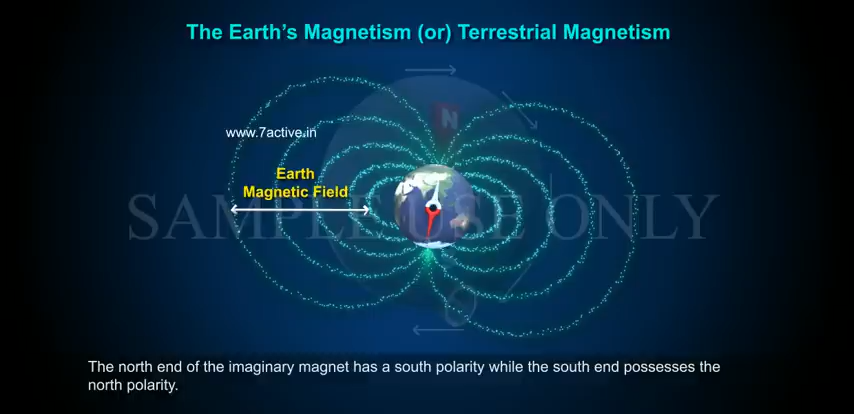 The Earth's Magnetism (or) Terrestrial Magnetism
N
www.7active.in
Earth
Magnetic Field
SAMPLE USE ONLY
The north end of the imaginary magnet has a south polarity while the south end possesses the
north polarity.